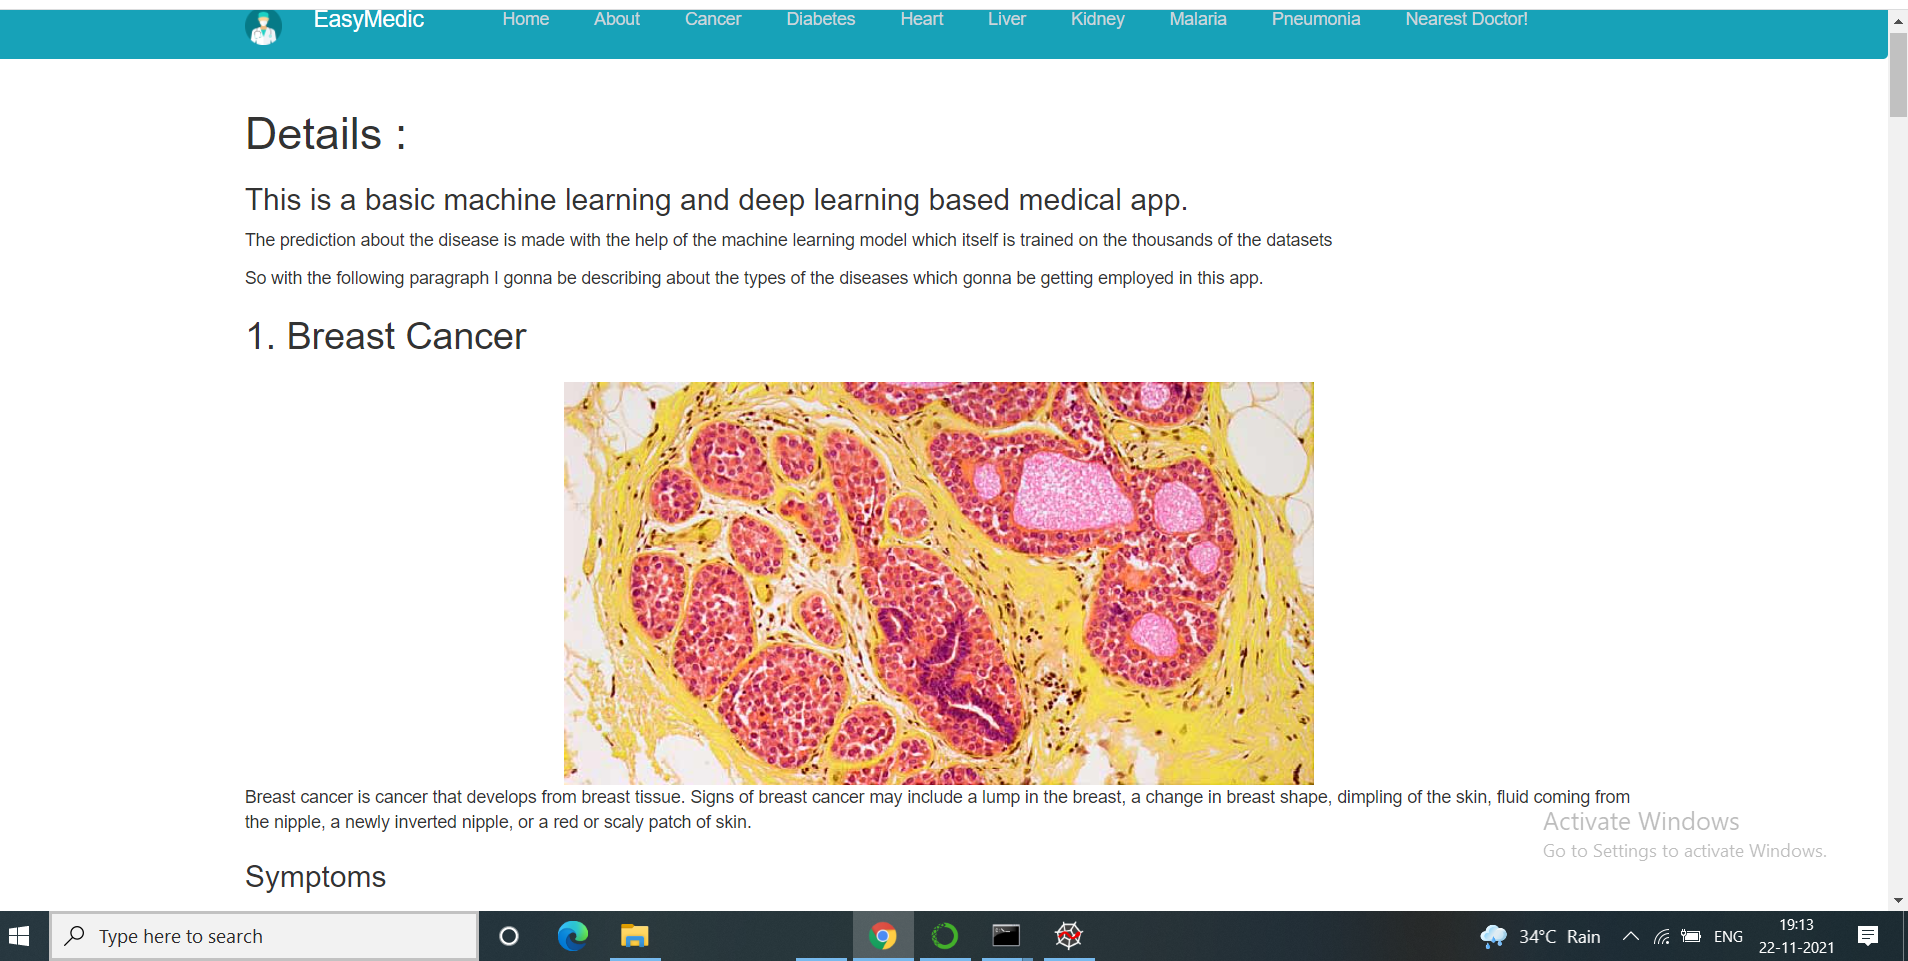 EasyMedic Home About Cancer Diabetes Heart Liver Kidney Malaria Pneumonia Nearest Doctor!
Details :
This is a basic machine learning and deep learning based medical app.
The prediction about the disease is made with the help of the machine learning model which itself is trained on the thousands of the datasets
So with the following paragraph I gonna be describing about the types of the diseases which gonna be getting employed in this app.
1. Breast Cancer
Breast cancer is cancer that develops from breast tissue. Signs of breast cancer may include a lump in the breast, a change in breast shape, dimpling of the skin, fluid coming from
the nipple, a newly inverted nipple, or a red or scaly patch of skin.
Activate Windows
Go to Settings to activate Windows.
Symptoms
Type here to search
34°C Rain
ENG
19:13
22-11-2021